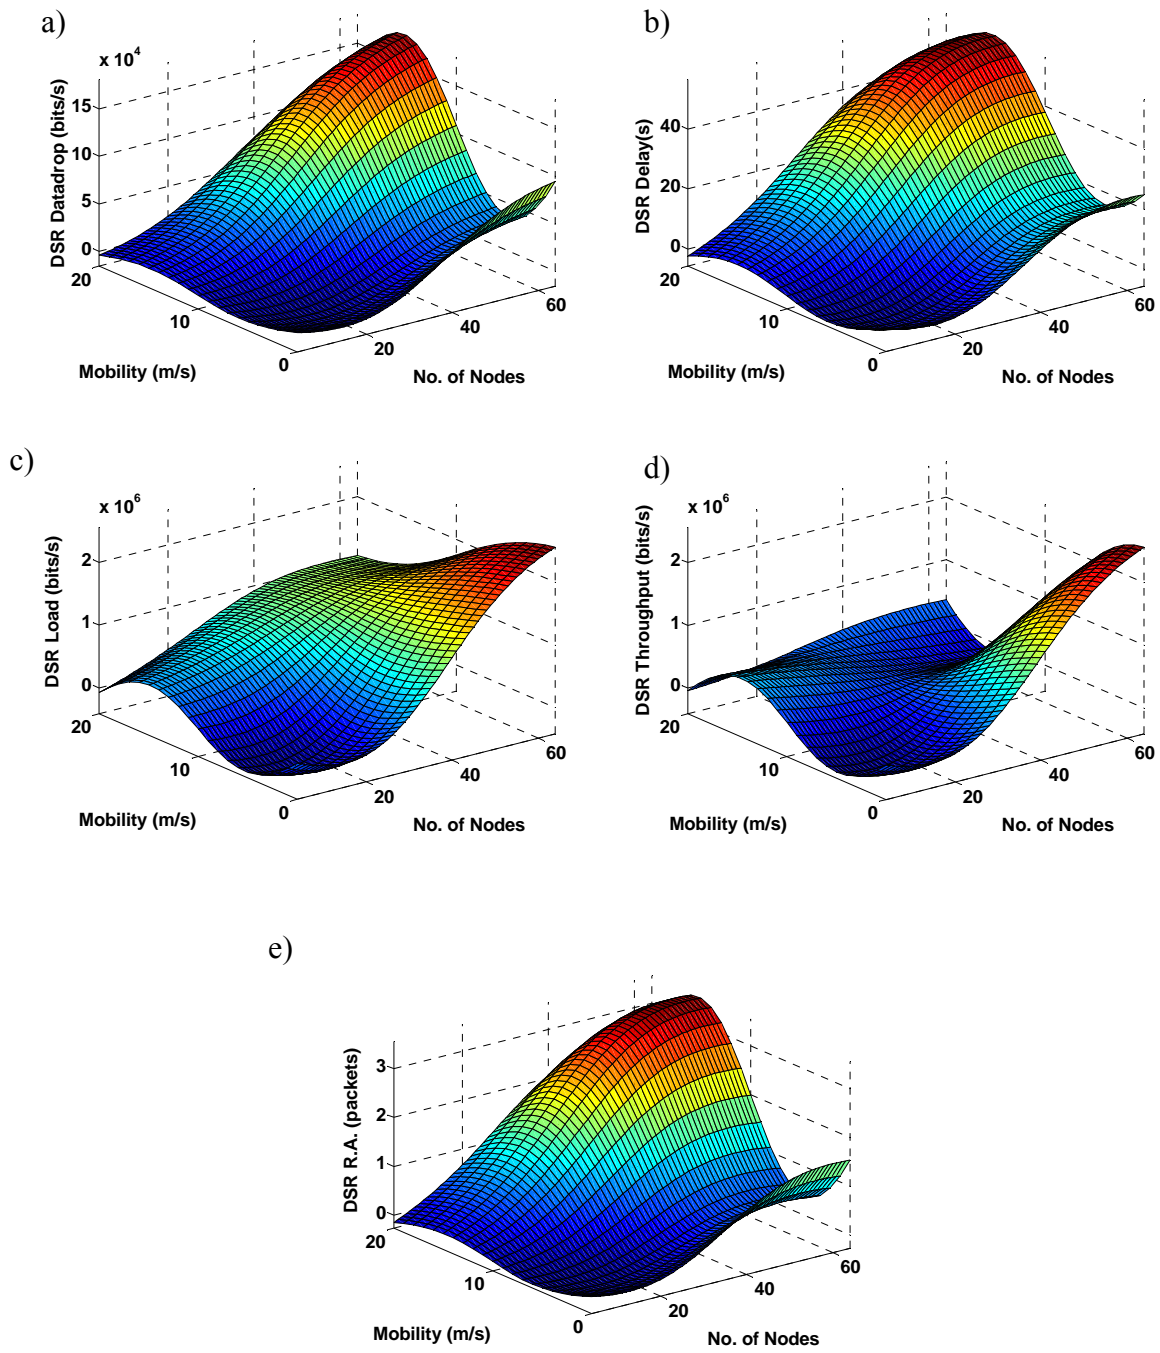 a)
x 10^4
15
10
5
0
20
10
0
20
40
60
DSR Datadrop (bits/s)
Mobility (m/s)
No. of Nodes
b)
40
20
0
20
10
0
20
40
60
DSR Delay(s)
Mobility (m/s)
No. of Nodes
c)
x 10^6
2
1
0
20
10
0
20
40
60
DSR Load (bits/s)
Mobility (m/s)
No. of Nodes
d)
x 10^6
2
1
0
20
10
0
20
40
60
DSR Throughput (bits/s)
Mobility (m/s)
No. of Nodes
e)
3
2
1
0
20
10
0
20
40
60
DSR R.A. (packets)
Mobility (m/s)
No. of Nodes